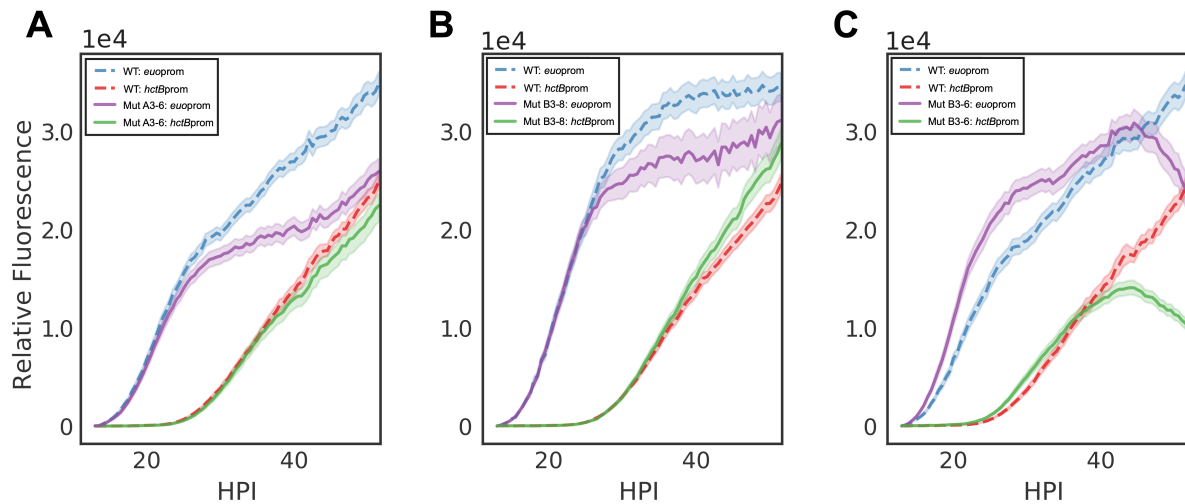 A
B
C
1e4
1e4
1e4
WT: euoprom
WT: hctBprom
Mut A3-6: euoprom
Mut A3-6: hctBprom
WT: euoprom
WT: hctBprom
Mut B3-8: euoprom
Mut B3-8: hctBprom
WT: euoprom
WT: hctBprom
Mut B3-6: euoprom
Mut B3-6: hctBprom
Relative Fluorescence
3.0
2.0
1.0
0
3.0
2.0
1.0
0
3.0
2.0
1.0
0
20
40
20
40
20
40
HPI
HPI
HPI